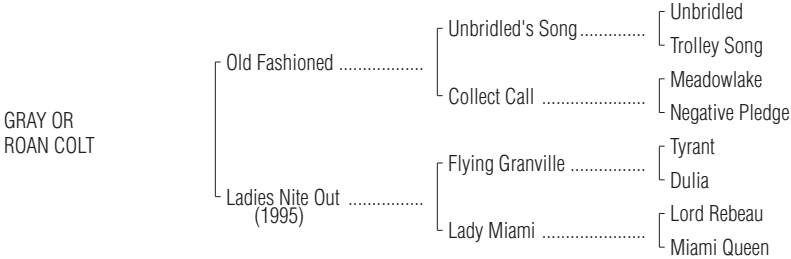 Unbridled
Unbridled's Song..............
Trolley Song
Old Fashioned ..................
Meadowlake
Collect Call ......................
Negative Pledge
GRAY OR
ROAN COLT
Tyrant
Flying Granville ................
Dulia
Ladies Nite Out ................
(1995)
Lord Rebeau
Lady Miami ......................
Miami Queen